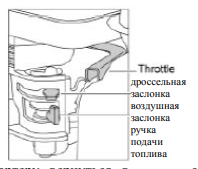 Throttle
дроссельная
заслонка
воздушная
заслонка
ручка
подачи
топлива